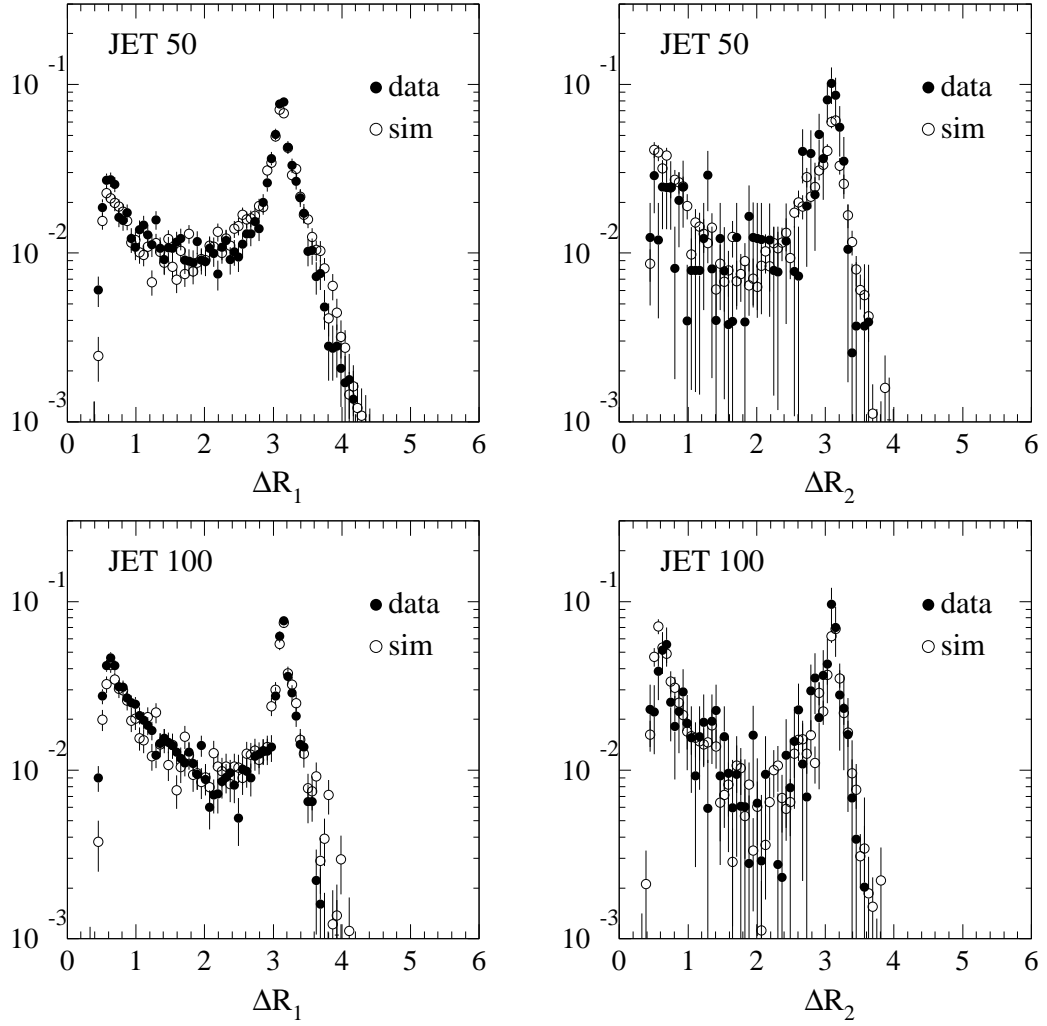 JET 50
data
sim
10⁻¹
10⁻²
10⁻³
0 1 2 3 4 5 6
ΔR₁
JET 50
data
sim
10⁻¹
10⁻²
10⁻³
0 1 2 3 4 5 6
ΔR₂
JET 100
data
sim
10⁻¹
10⁻²
10⁻³
0 1 2 3 4 5 6
ΔR₁
JET 100
data
sim
10⁻¹
10⁻²
10⁻³
0 1 2 3 4 5 6
ΔR₂